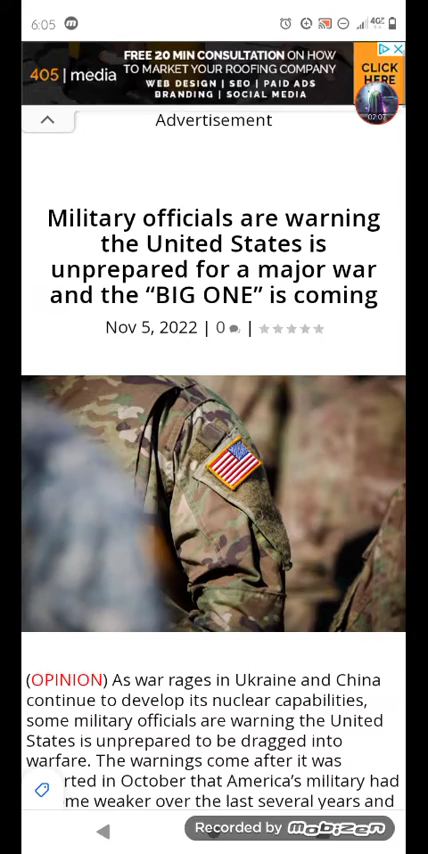 6:05
4G
FREE 20 MIN CONSULTATION ON HOW
TO MARKET YOUR ROOFING COMPANY
405 | media
WEB DESIGN | SEO | PAID ADS
BRANDING | SOCIAL MEDIA
CLICK
HERE
02:07
Advertisement
Military officials are warning
the United States is
unprepared for a major war
and the “BIG ONE” is coming
Nov 5, 2022 | 0 |
(OPINION) As war rages in Ukraine and China
continue to develop its nuclear capabilities,
some military officials are warning the United
States is unprepared to be dragged into
warfare. The warnings come after it was
rted in October that America’s military had
me weaker over the last several years and
Recorded by Mobizen